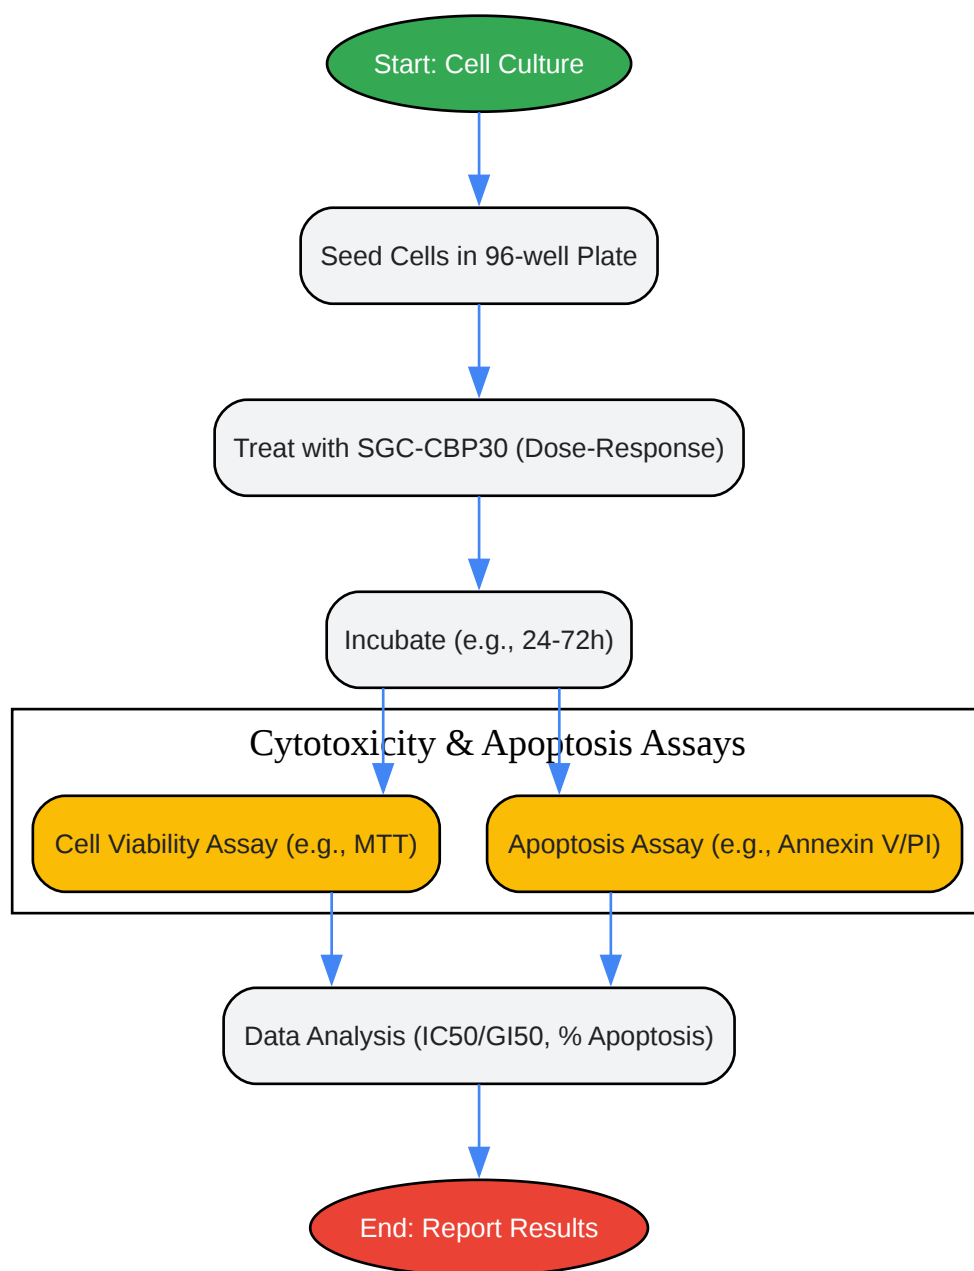 Start: Cell Culture
Seed Cells in 96-well Plate
Treat with SGC-CBP30 (Dose-Response)
Incubate (e.g., 24-72h)
Cytotoxicity & Apoptosis Assays
Cell Viability Assay (e.g., MTT)
Apoptosis Assay (e.g., Annexin V/PI)
Data Analysis (IC50/GI50, % Apoptosis)
End: Report Results